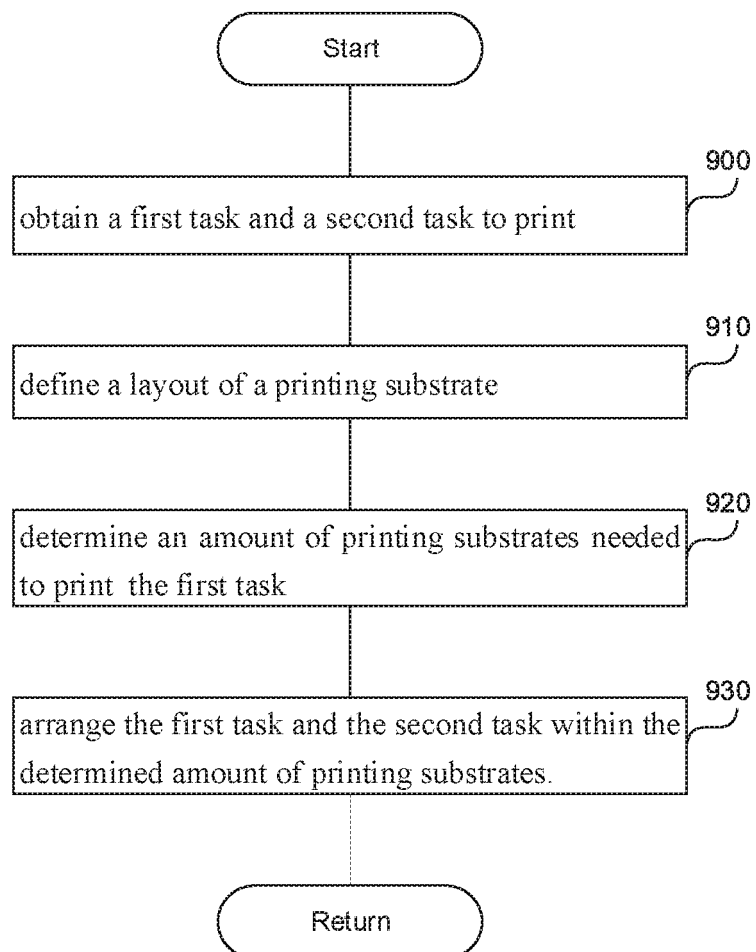 Start
900
obtain a first task and a second task to print
910
define a layout of a printing substrate
920
determine an amount of printing substrates needed
to print the first task
930
arrange the first task and the second task within the
determined amount of printing substrates.
Return